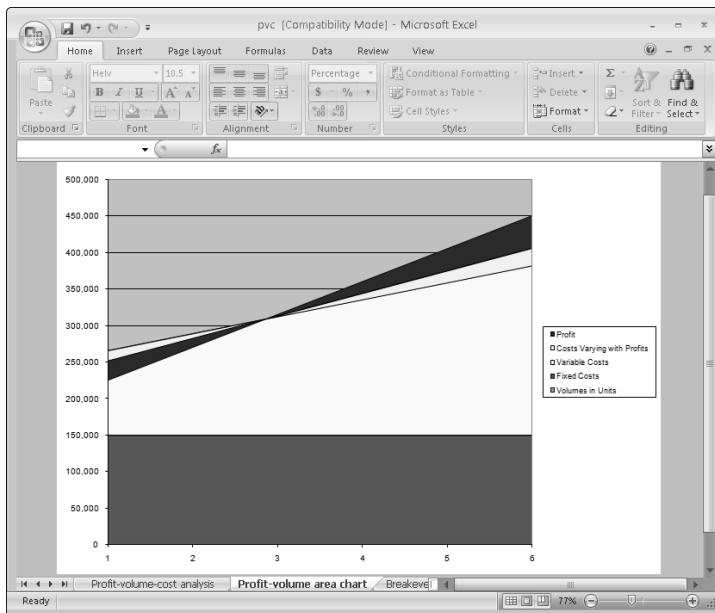 pvc [Compatibility Mode] - Microsoft Excel
Home Insert Page Layout Formulas Data Review View
Paste
Helv 10.5
B I U A A
Percentage
$ % ,
Conditional Formatting
Format as Table
Cell Styles
Insert
Delete
Format
Σ
Sort & Filter
Find & Select
Clipboard Font Alignment Number Styles Cells Editing
fx
500,000
450,000
400,000
350,000
300,000
250,000
200,000
150,000
100,000
50,000
0
1 2 3 4 5 6
Profit
Costs Varying with Profits
Variable Costs
Fixed Costs
Volumes in Units
Profit-volume-cost analysis Profit-volume area chart Breakeve
Ready 77%